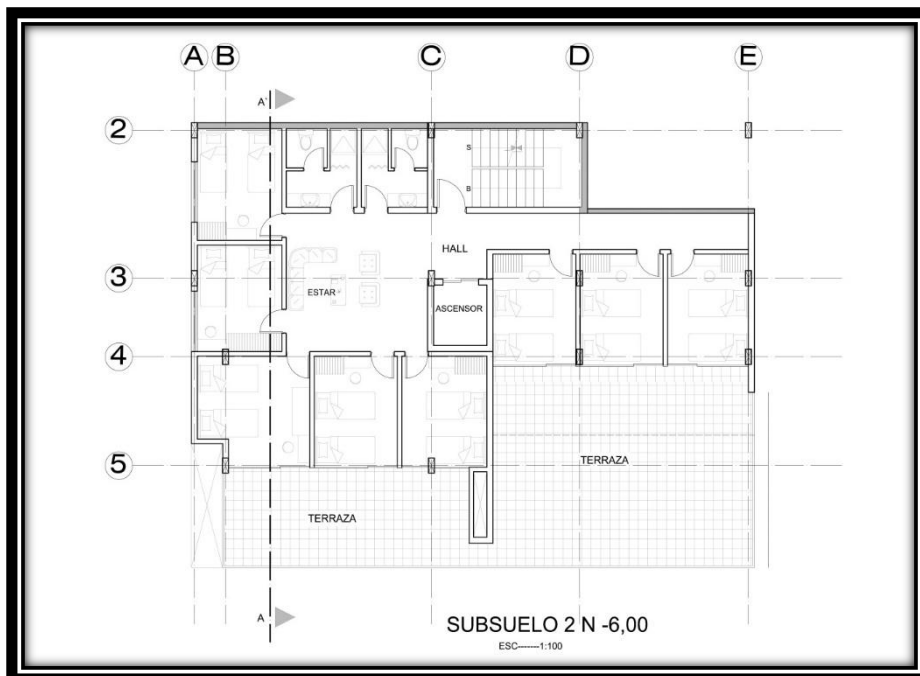 A B C D E
A'
2
S
B
HALL
3
ESTAR
ASCENSOR
4
5
TERRAZA
TERRAZA
A
SUBSUELO 2 N -6,00
ESC-------1:100